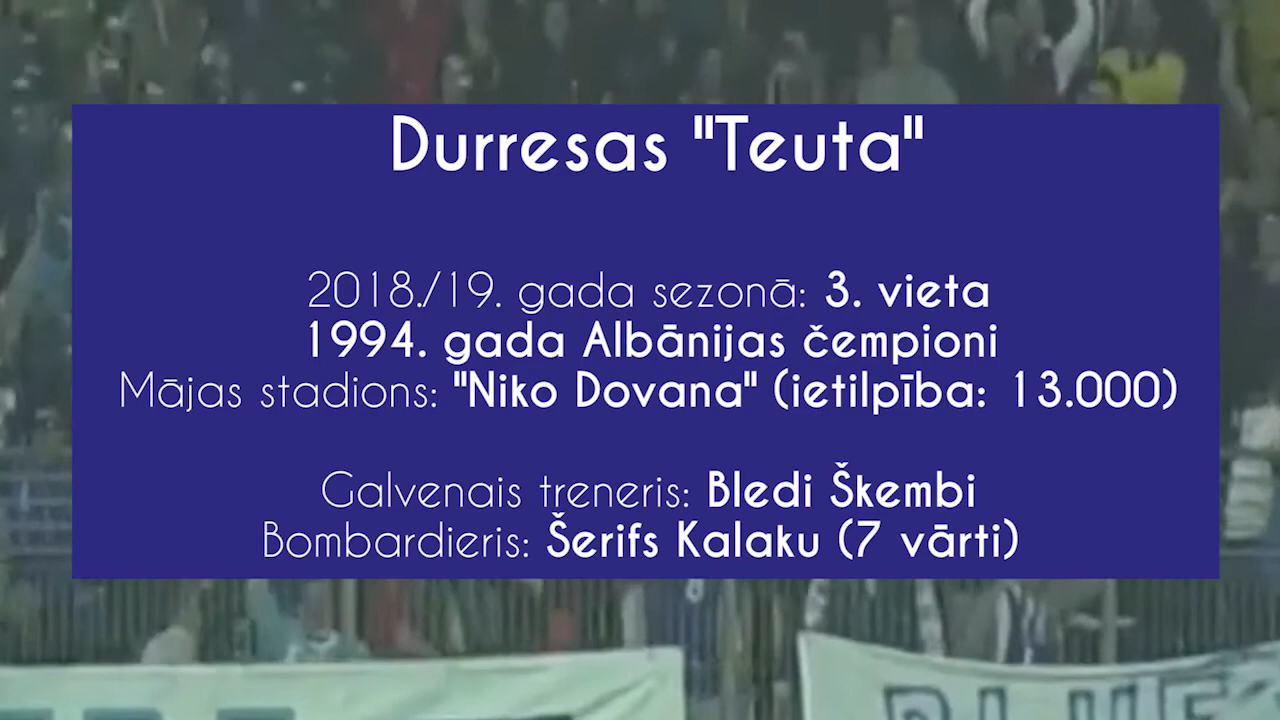 Durresas "Teuta"
2018./19. gada sezonā: 3. vieta
1994. gada Albānijas čempioni
Mājas stadions: "Niko Dovana" (ietilpība: 13.000)
Galvenais treneris: Bledi Škembi
Bombardieris: Šerifs Kalaku (7 vārti)